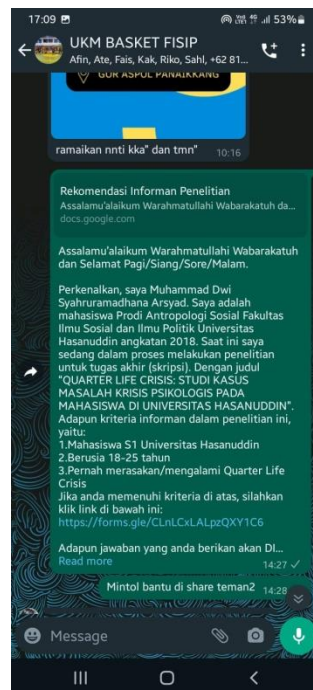 17:09
53%
UKM BASKET FISIP
Afin, Ate, Fais, Kak, Riko, Sahl, +62 81...
GOR ASPOL PANAIKKANG
ramaikan nnti kka" dan tmn"
10:16
Rekomendasi Informan Penelitian
Assalamu'alaikum Warahmatullahi Wabarakatuh da...
docs.google.com
Assalamu'alaikum Warahmatullahi Wabarakatuh
dan Selamat Pagi/Siang/Sore/Malam.
Perkenalkan, saya Muhammad Dwi
Syahruramadhana Arsyad. Saya adalah
mahasiswa Prodi Antropologi Sosial Fakultas
Ilmu Sosial dan Ilmu Politik Universitas
Hasanuddin angkatan 2018. Saat ini saya
sedang dalam proses melakukan penelitian
untuk tugas akhir (skripsi). Dengan judul
"QUARTER LIFE CRISIS: STUDI KASUS
MASALAH KRISIS PSIKOLOGIS PADA
MAHASISWA DI UNIVERSITAS HASANUDDIN".
Adapun kriteria informan dalam penelitian ini,
yaitu:
1.Mahasiswa S1 Universitas Hasanuddin
2.Berusia 18-25 tahun
3.Pernah merasakan/mengalami Quarter Life
Crisis
Jika anda memenuhi kriteria di atas, silahkan
klik link di bawah ini:
https://forms.gle/CLnLCxLALpzQXY1C6
Adapun jawaban yang anda berikan akan DI...
Read more
14:27
Mintol bantu di share teman2
14:28
Message